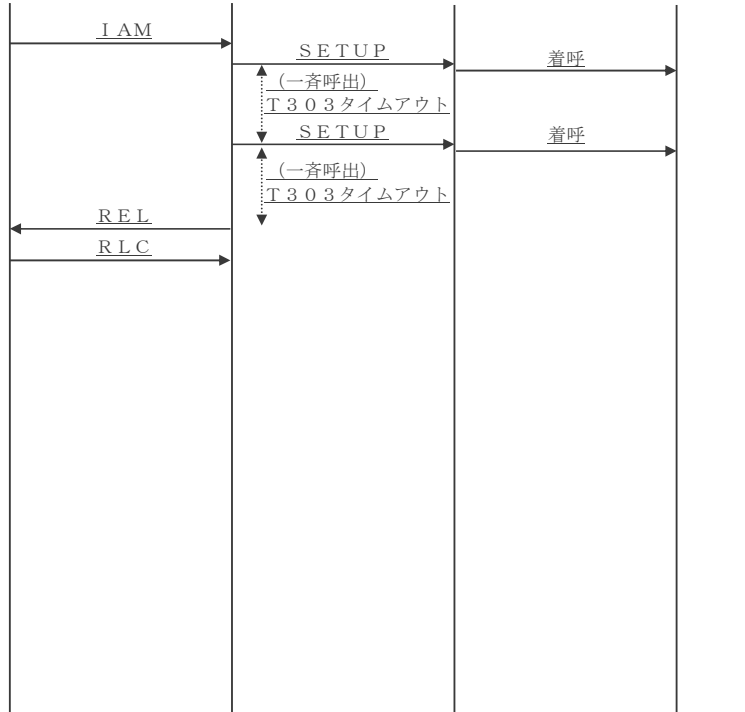 ＩＡＭ
ＳＥＴＵＰ
着呼
（一斉呼出）
Ｔ３０３タイムアウト
ＳＥＴＵＰ
着呼
（一斉呼出）
Ｔ３０３タイムアウト
ＲＥＬ
ＲＬＣ